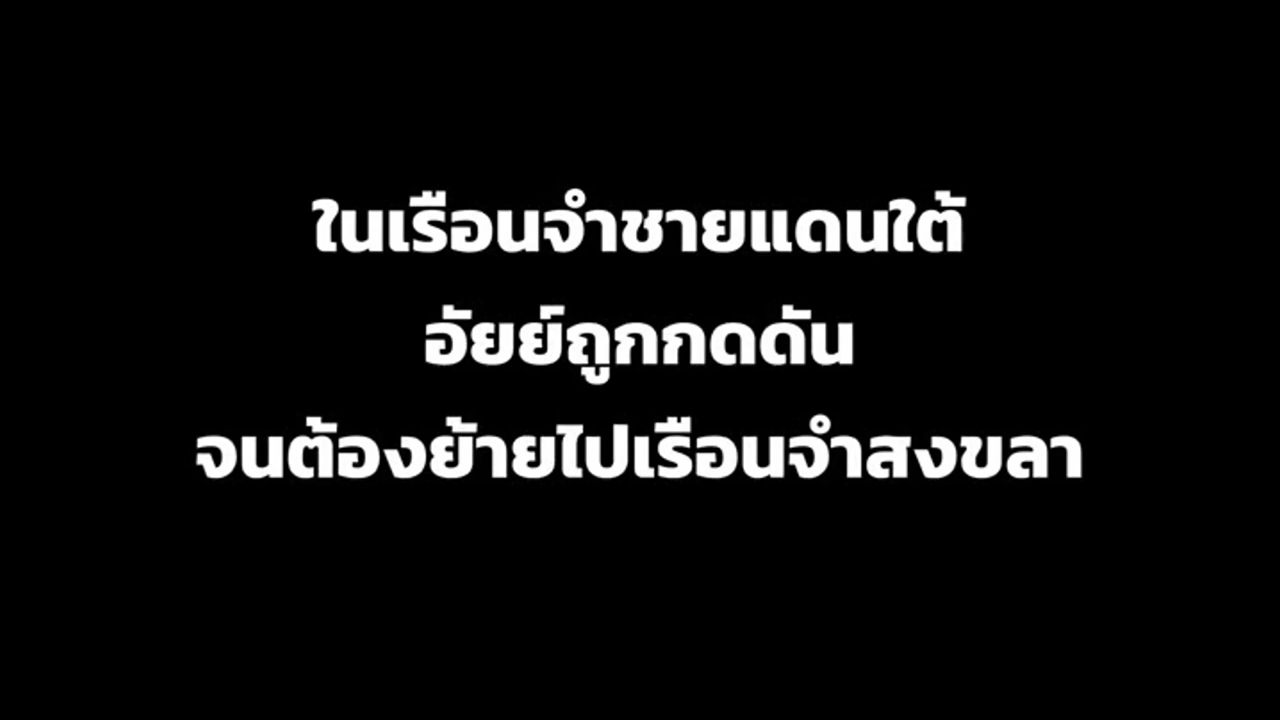 ในเรือนจำชายแดนใต้
อัยย์ถูกกดดัน
จนต้องย้ายไปเรือนจำสงขลา